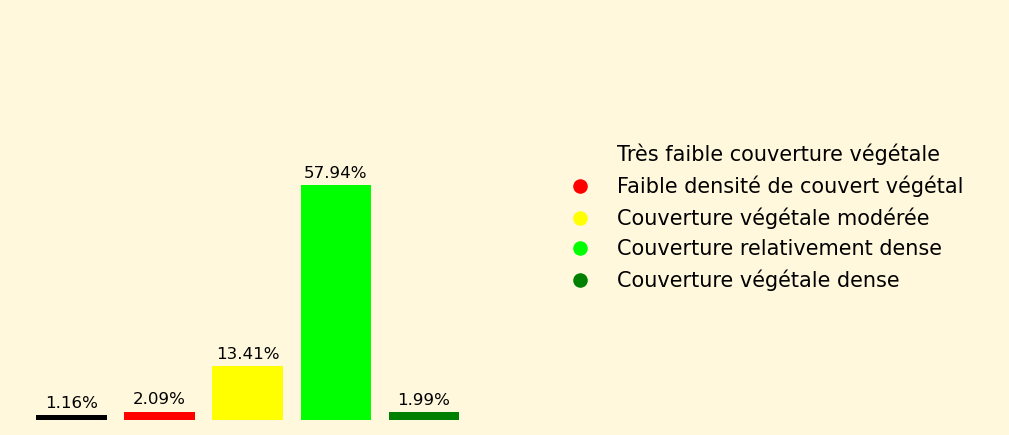 57.94%
13.41%
1.16%
2.09%
1.99%
Très faible couverture végétale
Faible densité de couvert végétal
Couverture végétale modérée
Couverture relativement dense
Couverture végétale dense